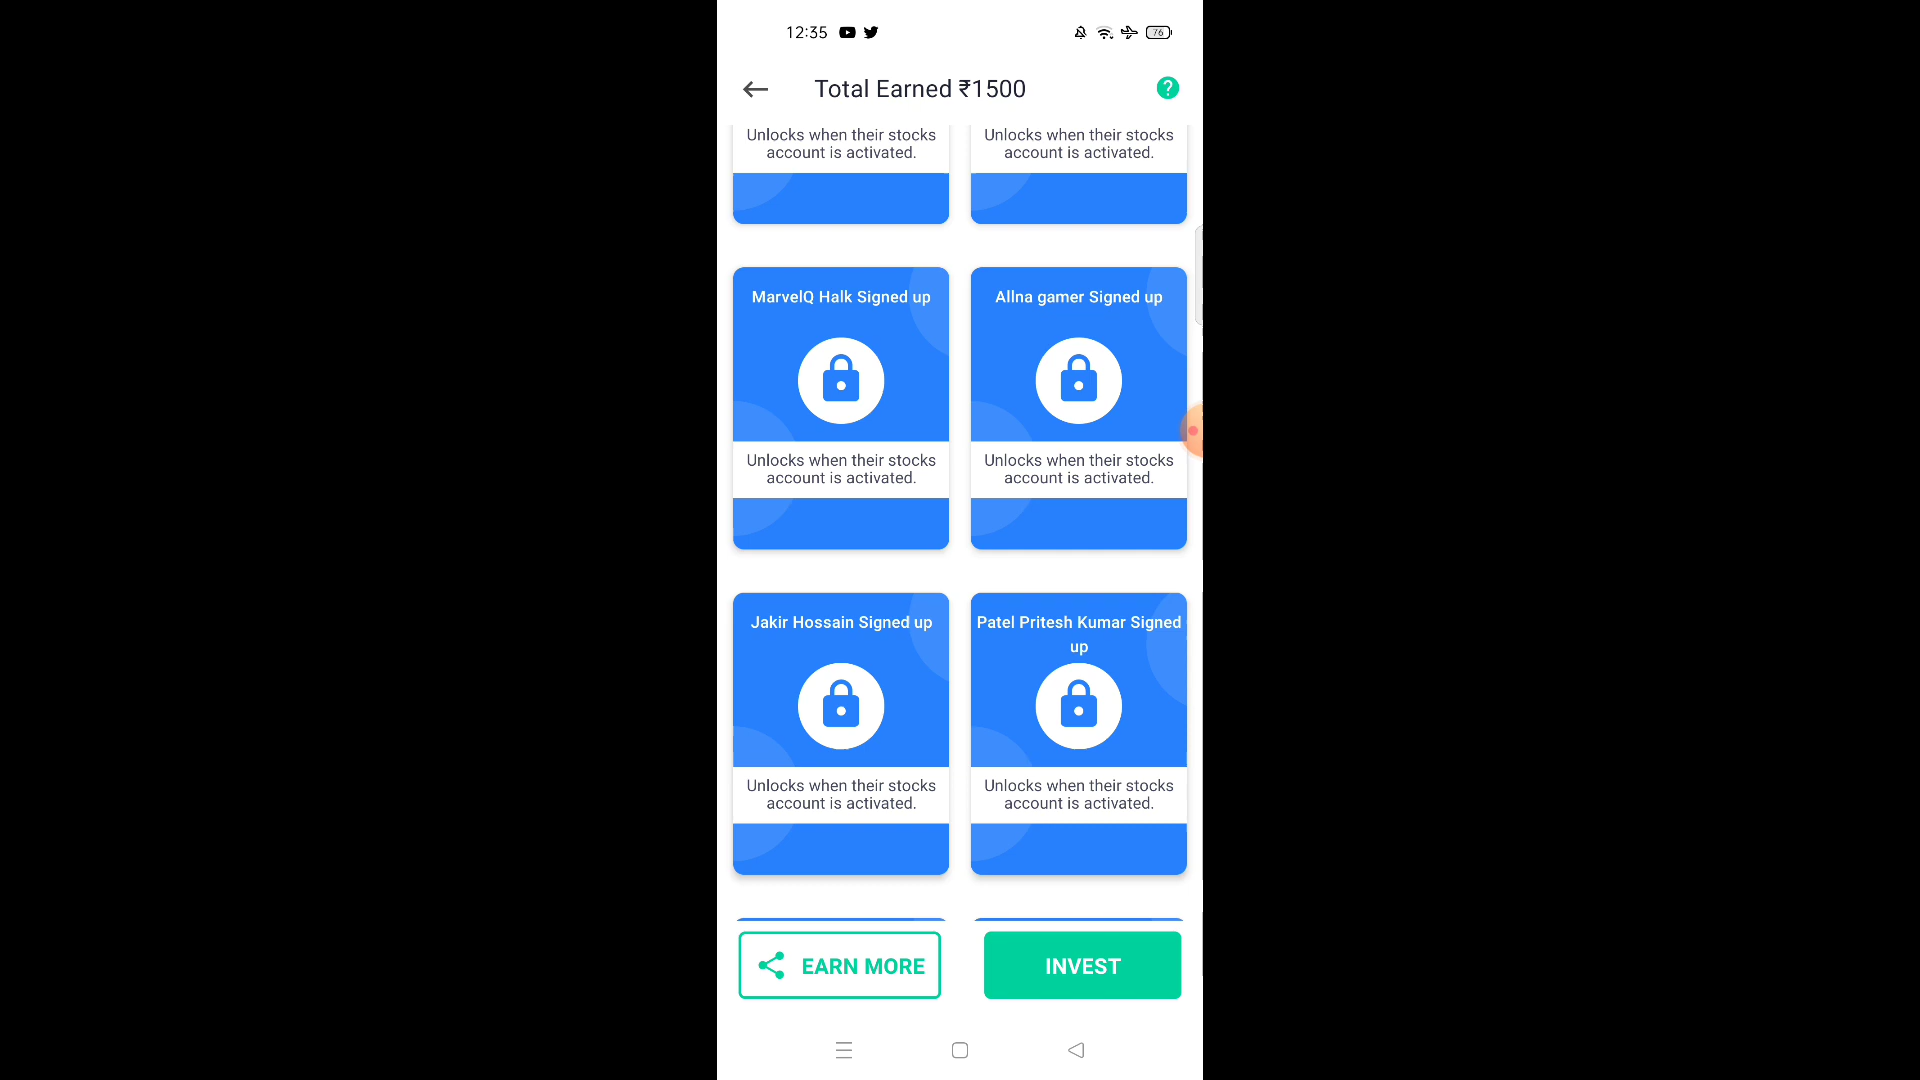 12:35
76
Total Earned ₹1500
?
Unlocks when their stocks
account is activated.
Unlocks when their stocks
account is activated.
MarvelQ Halk Signed up
Unlocks when their stocks
account is activated.
Allna gamer Signed up
Unlocks when their stocks
account is activated.
Jakir Hossain Signed up
Unlocks when their stocks
account is activated.
Patel Pritesh Kumar Signed
up
Unlocks when their stocks
account is activated.
EARN MORE
INVEST